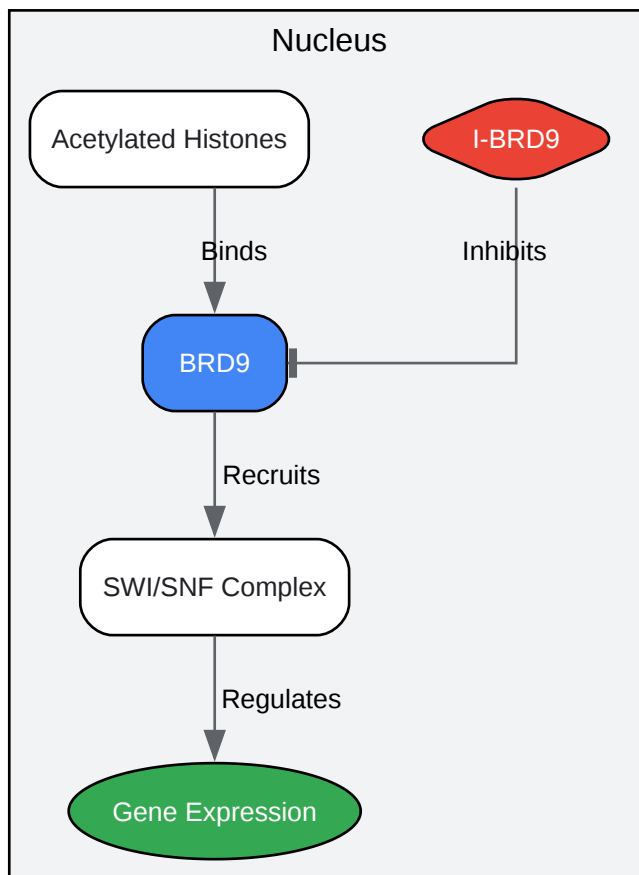 Nucleus
Acetylated Histones
I-BRD9
Binds
Inhibits
BRD9
Recruits
SWI/SNF Complex
Regulates
Gene Expression